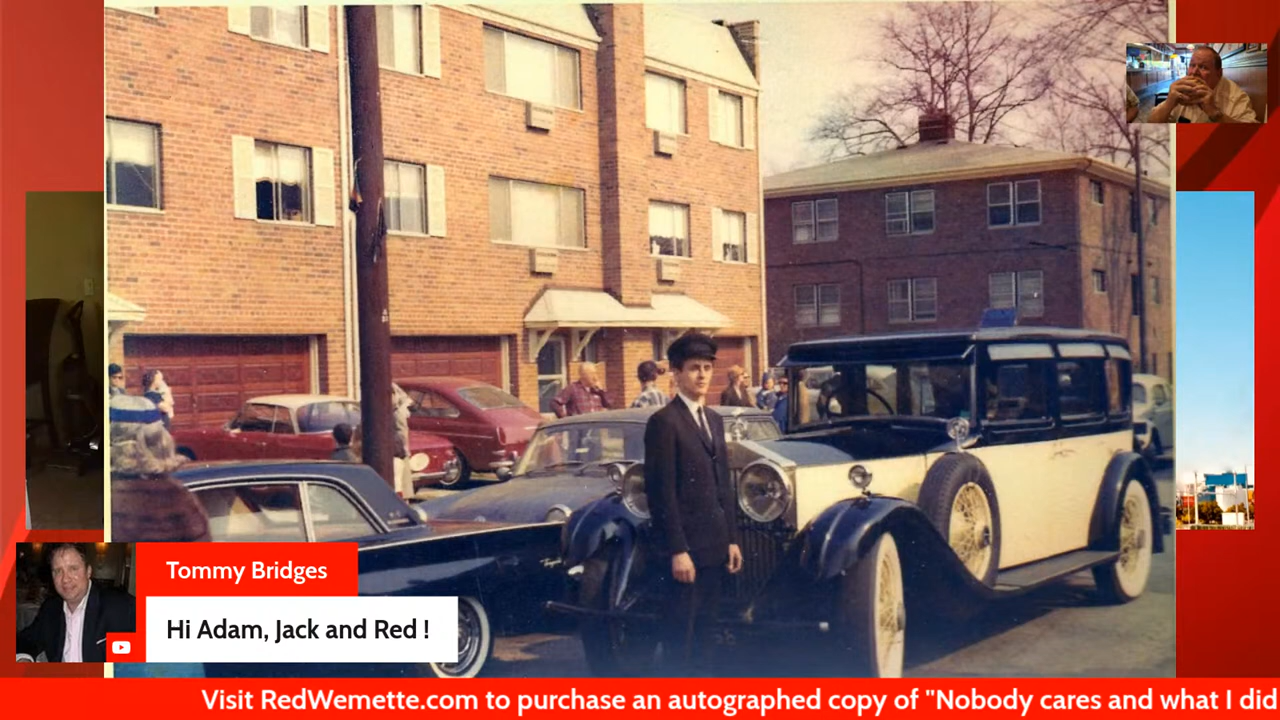 Tommy Bridges
Hi Adam, Jack and Red !
Visit RedWemette.com to purchase an autographed copy of "Nobody cares and what I did